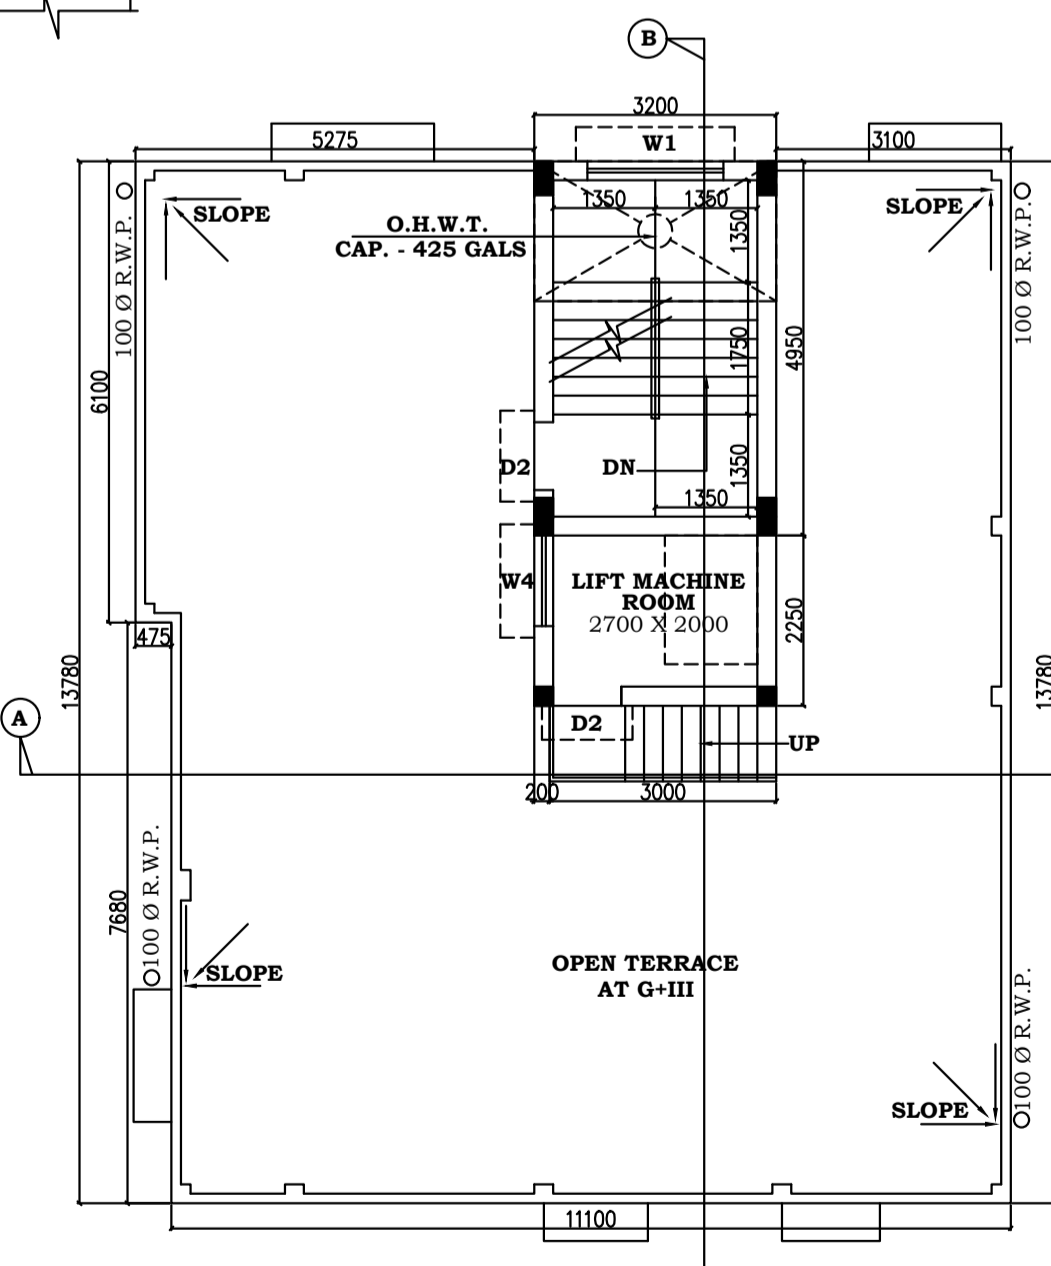 B
3200
5275
W1
3100
1350
1350
SLOPE
SLOPE
O.H.W.T.
CAP. - 425 GALS
1350
100 Ø R.W.P.
100 Ø R.W.P.
1750
4950
6100
D2
DN
1350
1350
W4
LIFT MACHINE
ROOM
2700 X 2000
2250
475
13780
13780
A
D2
UP
200
3000
7680
100 Ø R.W.P.
SLOPE
OPEN TERRACE
AT G+III
100 Ø R.W.P.
SLOPE
11100